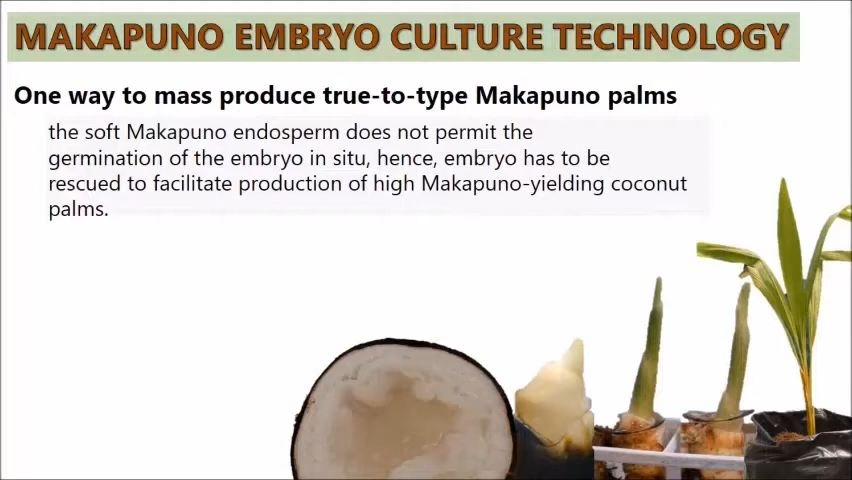 MAKAPUNO EMBRYO CULTURE TECHNOLOGY
One way to mass produce true-to-type Makapuno palms
the soft Makapuno endosperm does not permit the
germination of the embryo in situ, hence, embryo has to be
rescued to facilitate production of high Makapuno-yielding coconut
palms.